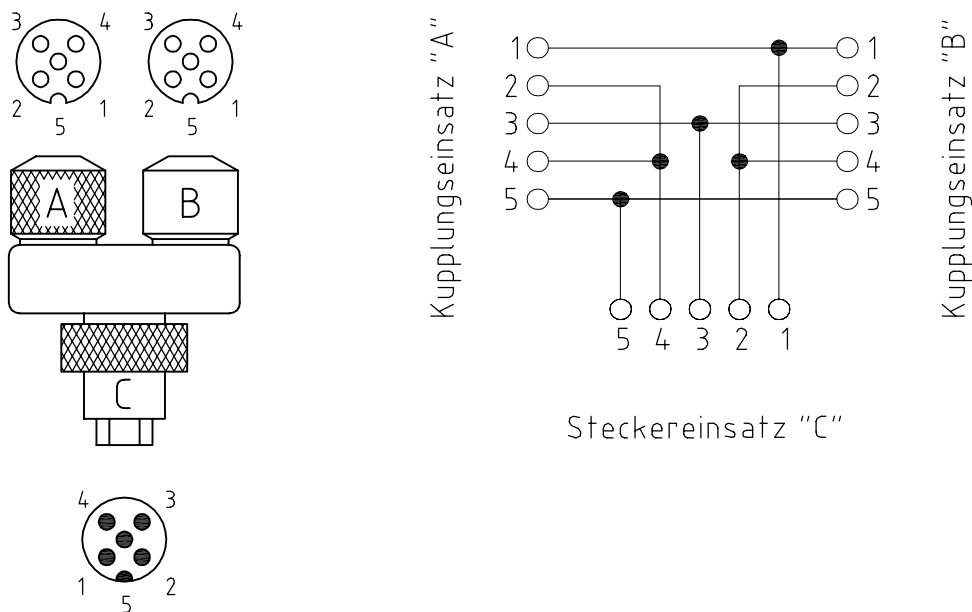 3 4 3 4
2 1 2 1
5 5
A B
C
4 3
1 2
5
Kupplungseinsatz "A"
1 1
2 2
3 3
4 4
5 5
5 4 3 2 1
Kupplungseinsatz "B"
Steckereinsatz "C"